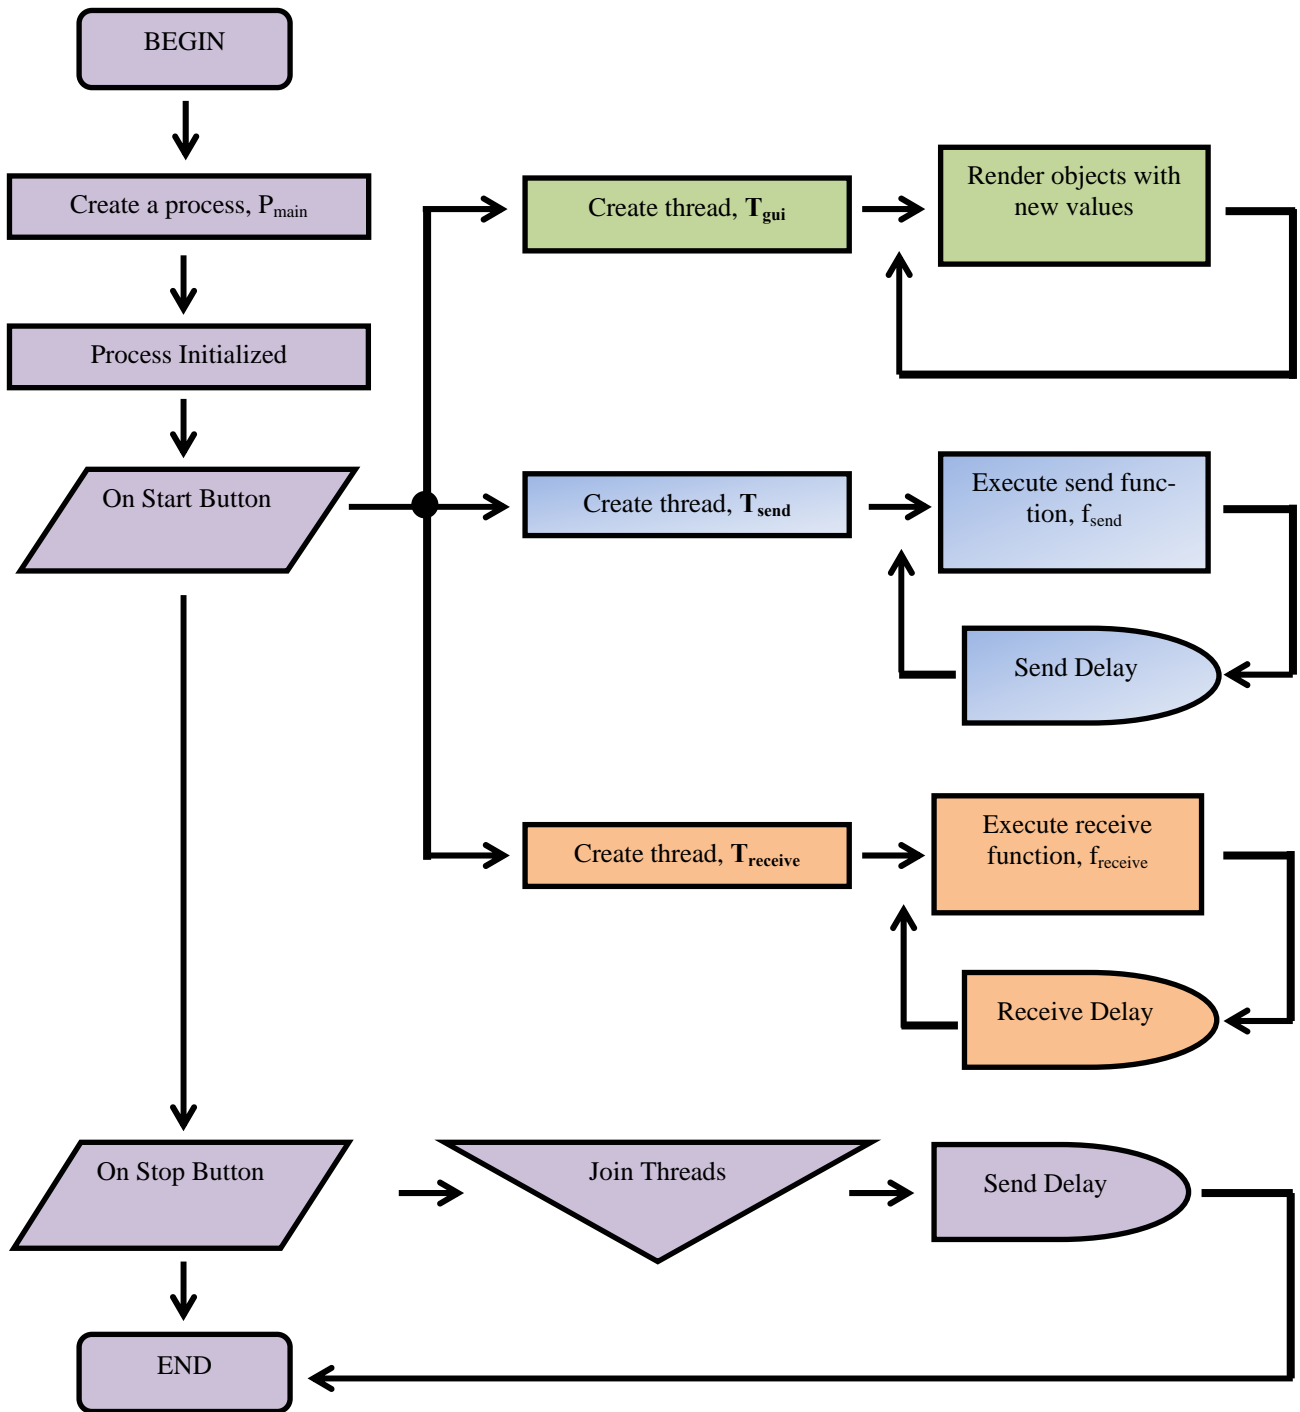 BEGIN
Create a process, Pmain
Process Initialized
On Start Button
Create thread, Tgui
Render objects with
new values
Create thread, Tsend
Execute send func-
tion, fsend
Send Delay
Create thread, Treceive
Execute receive
function, freceive
Receive Delay
On Stop Button
Join Threads
Send Delay
END